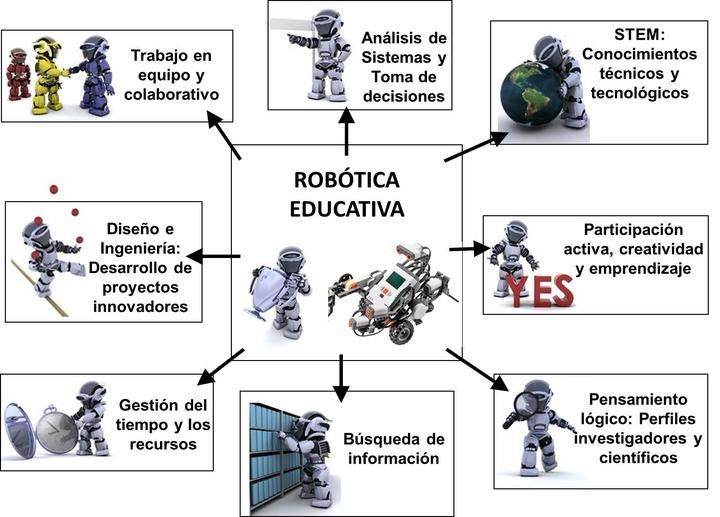 Trabajo en
equipo y
colaborativo
Análisis de
Sistemas y
Toma de
decisiones
STEM:
Conocimientos
técnicos y
tecnológicos
ROBÓTICA
EDUCATIVA
Diseño e
Ingeniería:
Desarrollo de
proyectos
innovadores
Participación
activa, creatividad
y emprendizaje
YES
Gestión del
tiempo y los
recursos
Búsqueda de
información
Pensamiento
lógico: Perfiles
investigadores y
científicos